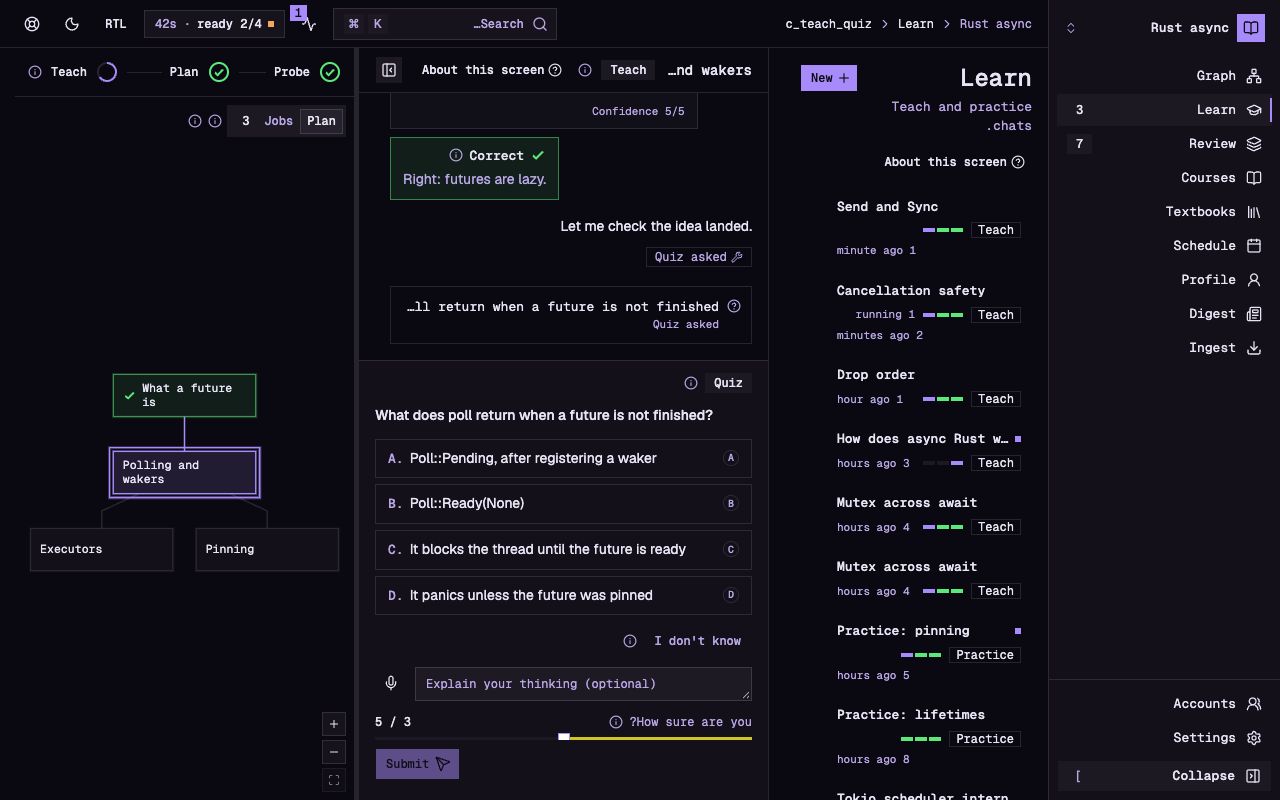 RTL
42s · ready 2/4
1
⌘ K
…Search
c_teach_quiz > Learn > Rust async
Rust async
Graph
Learn
3
Review
7
Courses
Textbooks
Schedule
Profile
Digest
Ingest
Accounts
Settings
Collapse
[
Learn
New +
Teach and practice
.chats
About this screen
Send and Sync
Teach
minute ago 1
Cancellation safety
Teach
running 1
minutes ago 2
Drop order
Teach
hour ago 1
How does async Rust w…
Teach
hours ago 3
Mutex across await
Teach
hours ago 4
Mutex across await
Teach
hours ago 4
Practice: pinning
Practice
hours ago 5
Practice: lifetimes
Practice
hours ago 8
Tokio scheduler intern
About this screen
Teach
…nd wakers
Confidence 5/5
Correct
Right: futures are lazy.
Let me check the idea landed.
Quiz asked
…ll return when a future is not finished
Quiz asked
Quiz
What does poll return when a future is not finished?
A. Poll::Pending, after registering a waker
A
B. Poll::Ready(None)
B
C. It blocks the thread until the future is ready
C
D. It panics unless the future was pinned
D
I don't know
Explain your thinking (optional)
?How sure are you
5 / 3
Submit
Teach
Plan
Probe
3 Jobs
Plan
What a future
is
Polling and
wakers
Executors
Pinning
+
−